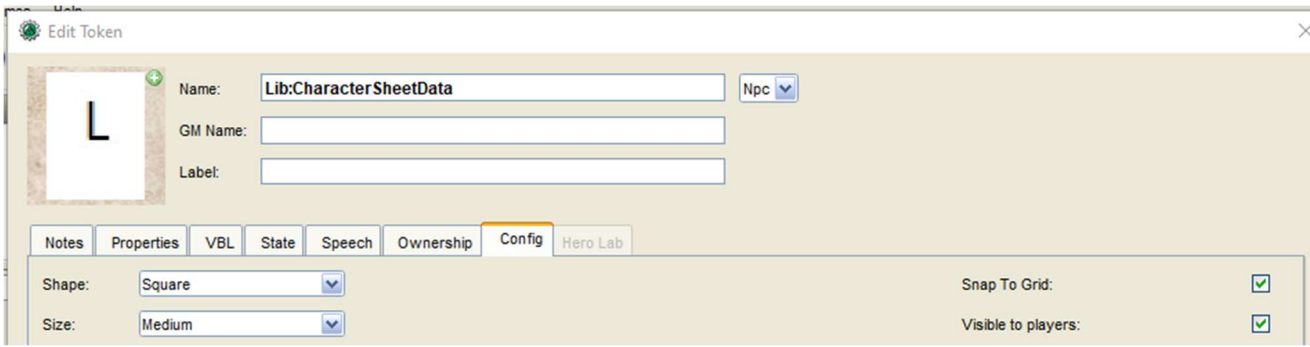 Help
Edit Token
L
Name: Lib:CharacterSheetData Npc
GM Name:
Label:
Notes Properties VBL State Speech Ownership Config Hero Lab
Shape: Square Snap To Grid:
Size: Medium Visible to players: